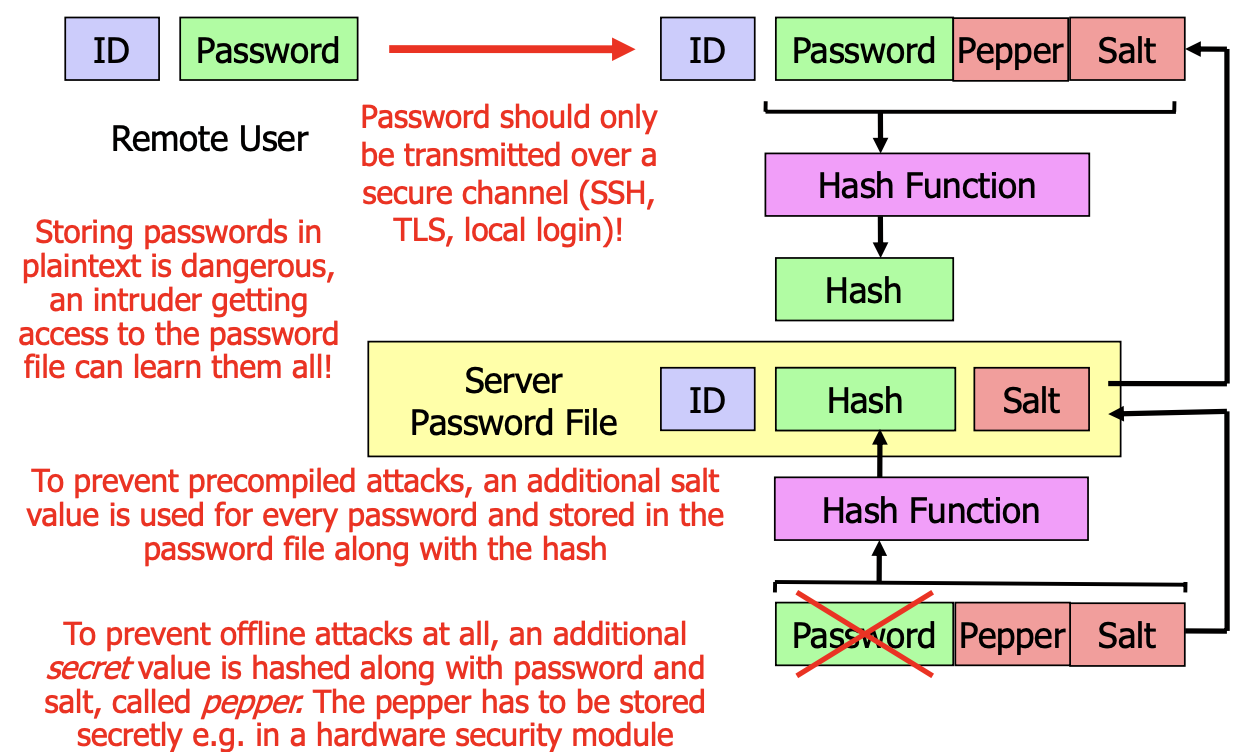 ID
Password
ID
Password
Pepper
Salt
Remote User
Password should only
be transmitted over a
secure channel (SSH,
TLS, local login)!
Hash Function
Storing passwords in
plaintext is dangerous,
an intruder getting
access to the password
file can learn them all!
Hash
Server
Password File
ID
Hash
Salt
To prevent precompiled attacks, an additional salt
value is used for every password and stored in the
password file along with the hash
Hash Function
Password
Pepper
Salt
To prevent offline attacks at all, an additional
secret value is hashed along with password and
salt, called pepper. The pepper has to be stored
secretly e.g. in a hardware security module